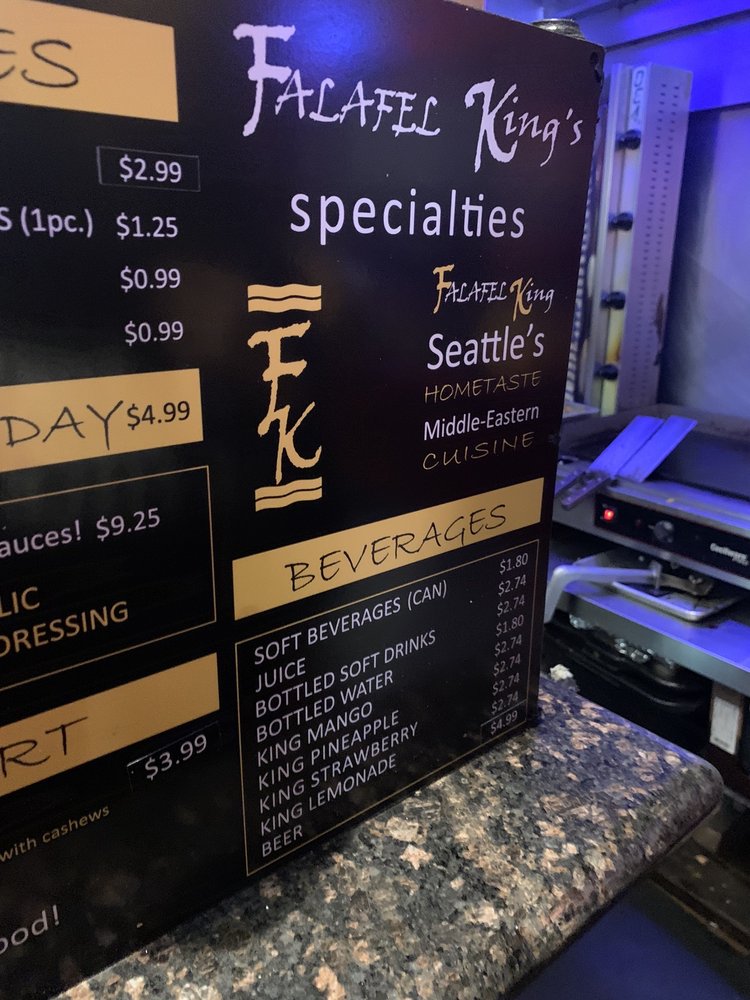 ES
$2.99
S (1pc.) $1.25
$0.99
$0.99
DAY $4.99
auces! $9.25
LIC
DRESSING
RT
$3.99
with cashews
ood!
FALAFEL King's
specialties
FK
FALAFEL King
Seattle's
HOMETASTE
Middle-Eastern
CUISINE
BEVERAGES
SOFT BEVERAGES (CAN) $1.80
JUICE $2.74
BOTTLED SOFT DRINKS $2.74
BOTTLED WATER $1.80
KING MANGO $2.74
KING PINEAPPLE $2.74
KING STRAWBERRY $2.74
KING LEMONADE $2.74
BEER $4.99